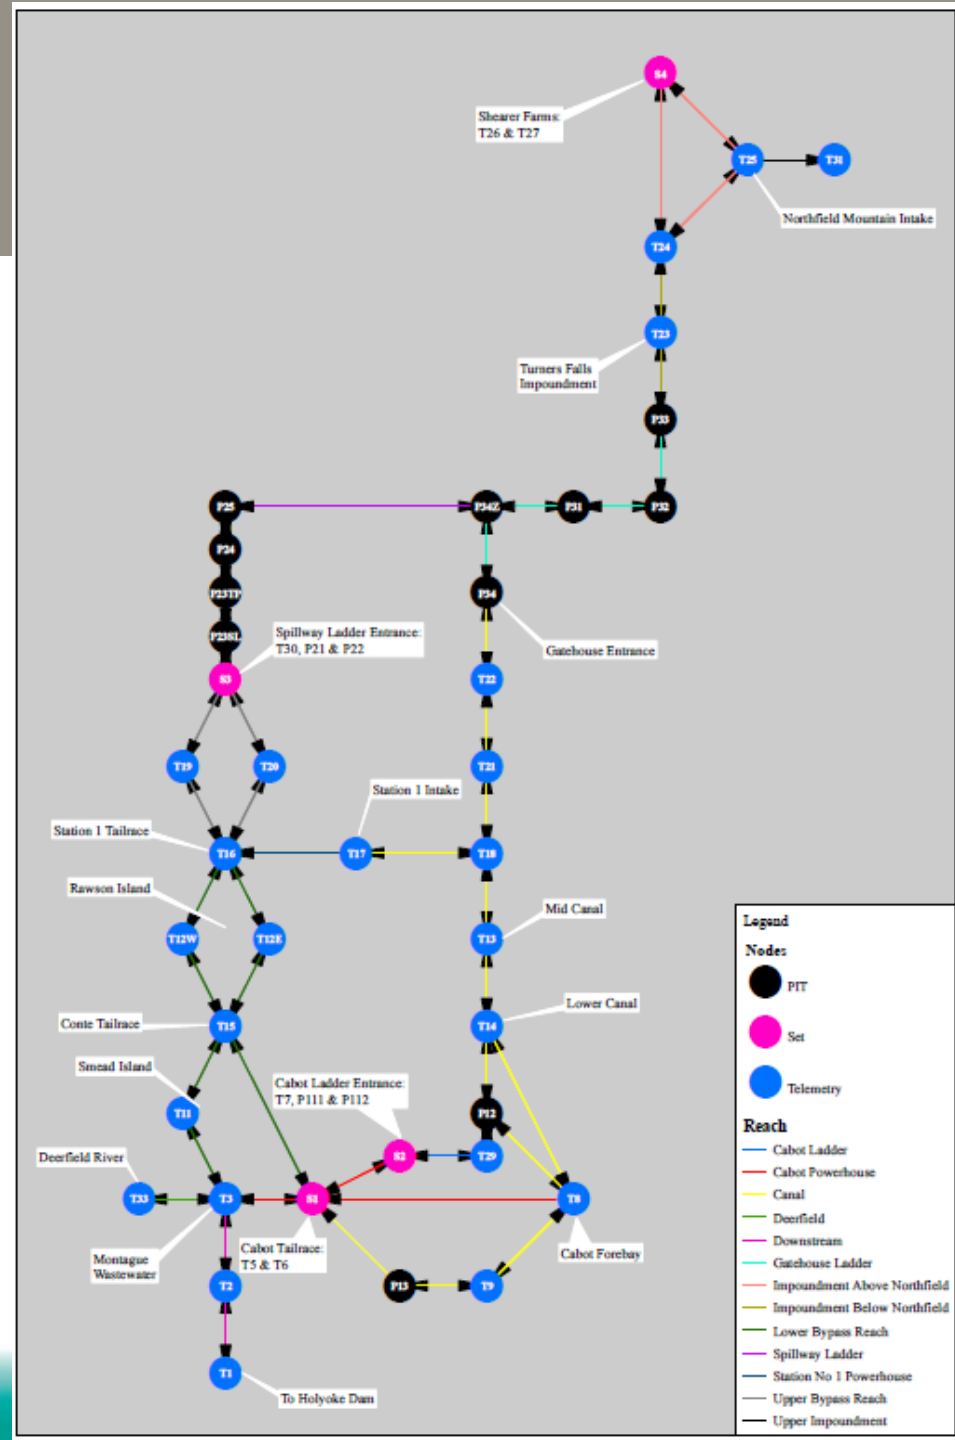 S4
Shearer Farms:
T26 & T27
T25
T31
Northfield Mountain Intake
T24
T23
Turners Falls
Impoundment
P33
P25
P34Z
P31
P32
P24
P23TP
P34
P23SL
Spillway Ladder Entrance:
T30, P21 & P22
Gatehouse Entrance
S3
T22
T19
T20
T21
Station 1 Intake
Station 1 Tailrace
T16
T17
T18
Rawson Island
Mid Canal
T12W
T12E
T13
Lower Canal
Conte Tailrace
T15
T14
Smead Island
Cabot Ladder Entrance:
T7, P111 & P112
T11
P12
Deerfield River
S2
T29
T33
T3
S1
T8
Montague
Wastewater
Cabot Tailrace:
T5 & T6
Cabot Forebay
T2
P13
T9
T1
To Holyoke Dam
Legend
Nodes
PIT
Set
Telemetry
Reach
Cabot Ladder
Cabot Powerhouse
Canal
Deerfield
Downstream
Gatehouse Ladder
Impoundment Above Northfield
Impoundment Below Northfield
Lower Bypass Reach
Spillway Ladder
Station No 1 Powerhouse
Upper Bypass Reach
Upper Impoundment